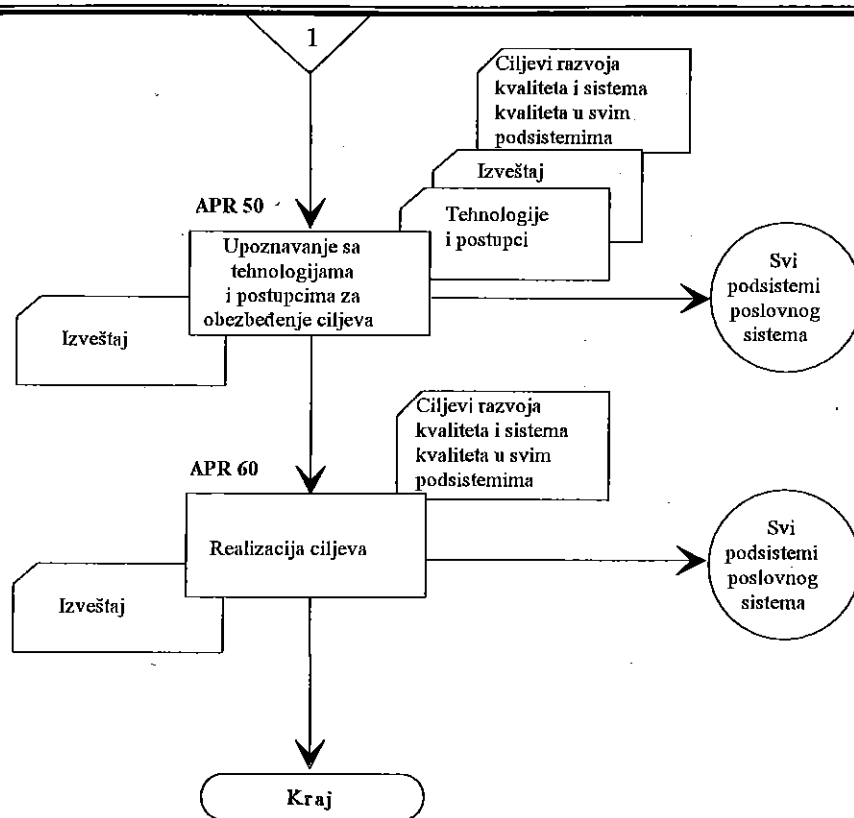 1
Ciljevi razvoja
kvaliteta i sistema
kvaliteta u svim
podsistemima
Izveštaj
Tehnologije
i postupci
APR 50
Upoznavanje sa
tehnologijama
i postupcima za
obezbeđenje ciljeva
Svi
podsistemi
poslovnog
sistema
Izveštaj
Ciljevi razvoja
kvaliteta i sistema
kvaliteta u svim
podsistemima
APR 60
Realizacija ciljeva
Svi
podsistemi
poslovnog
sistema
Izveštaj
Kraj